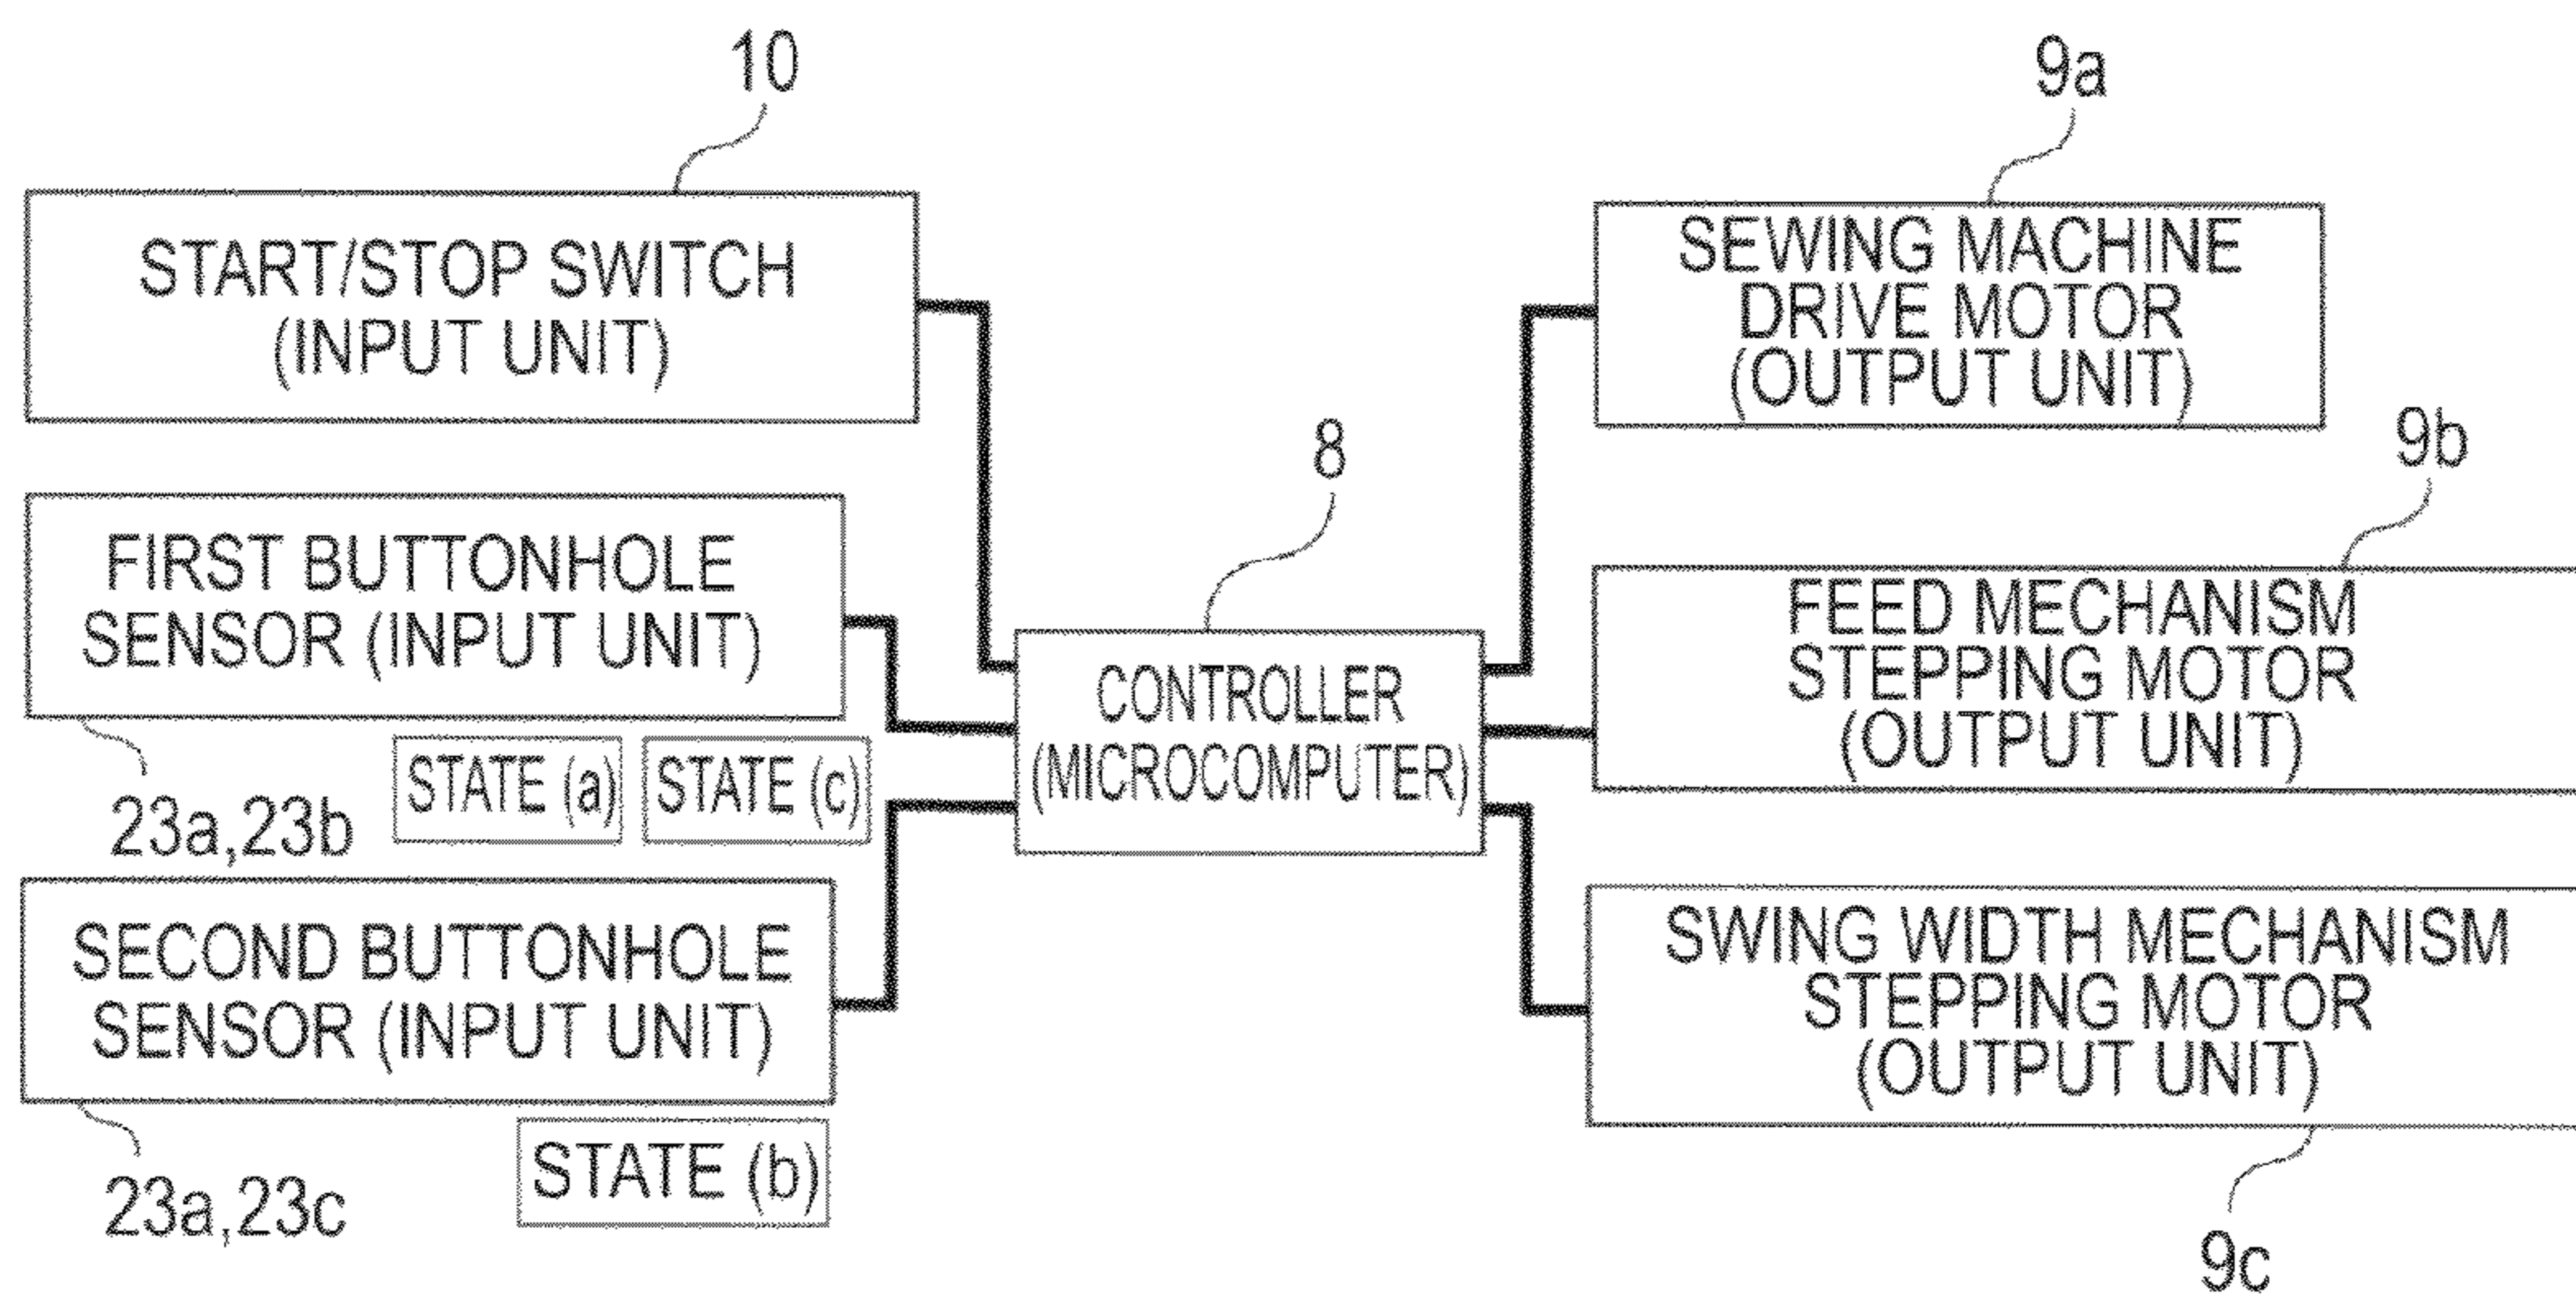 10
START/STOP SWITCH
(INPUT UNIT)
FIRST BUTTONHOLE
SENSOR (INPUT UNIT)
23a,23b
STATE (a)
STATE (c)
SECOND BUTTONHOLE
SENSOR (INPUT UNIT)
23a,23c
STATE (b)
8
CONTROLLER
(MICROCOMPUTER)
9a
SEWING MACHINE
DRIVE MOTOR
(OUTPUT UNIT)
9b
FEED MECHANISM
STEPPING MOTOR
(OUTPUT UNIT)
SWING WIDTH MECHANISM
STEPPING MOTOR
(OUTPUT UNIT)
9c